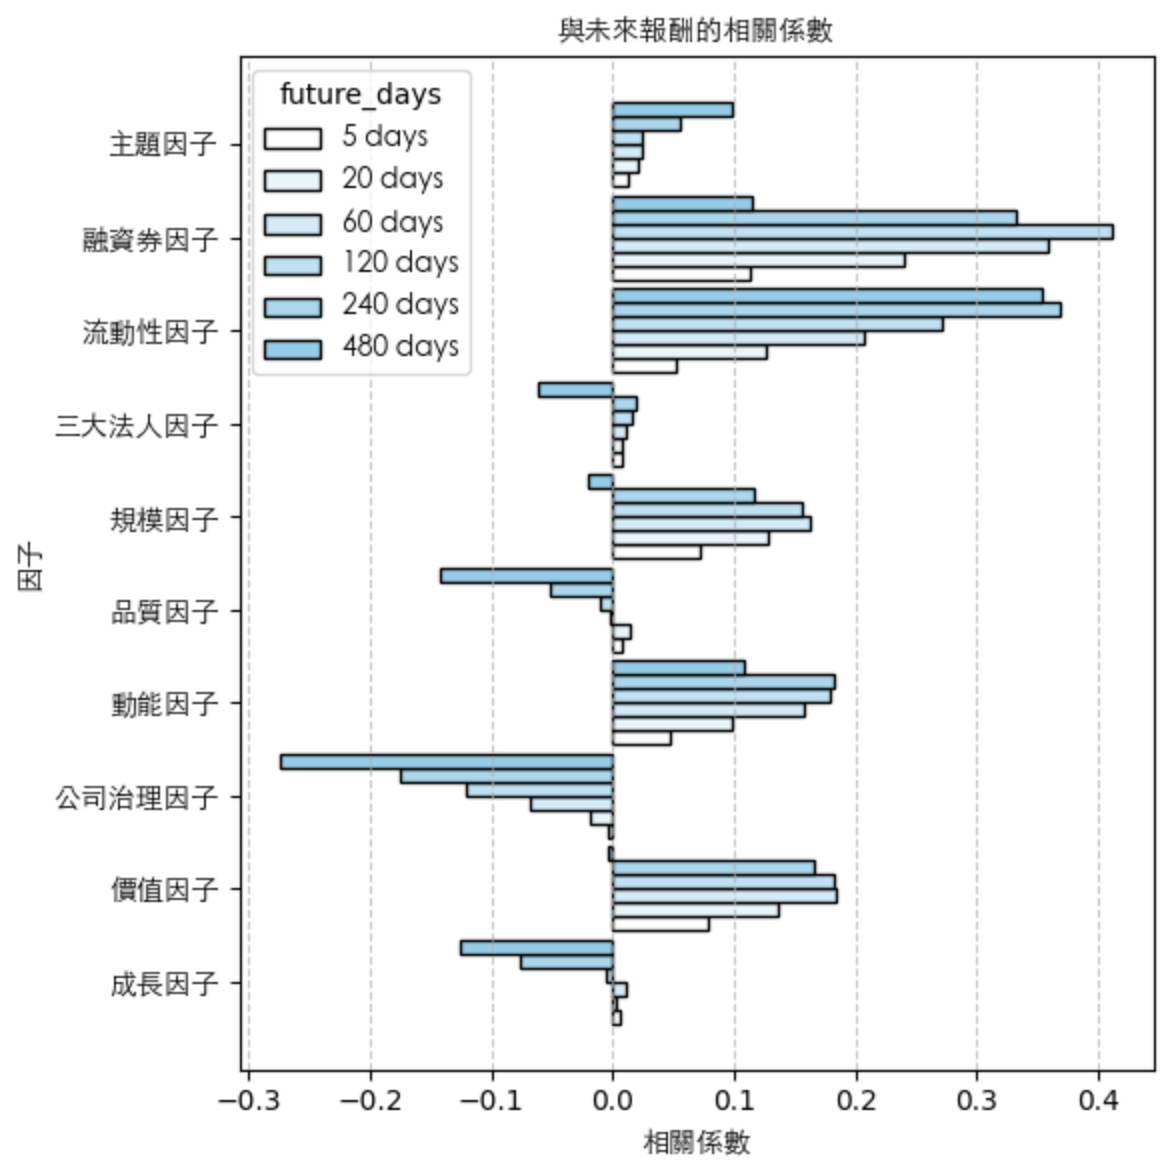 與未來報酬的相關係數
future_days
5 days
20 days
60 days
120 days
240 days
480 days
主題因子
融資券因子
流動性因子
三大法人因子
規模因子
品質因子
動能因子
公司治理因子
價值因子
成長因子
因子
−0.3 −0.2 −0.1 0.0 0.1 0.2 0.3 0.4
相關係數